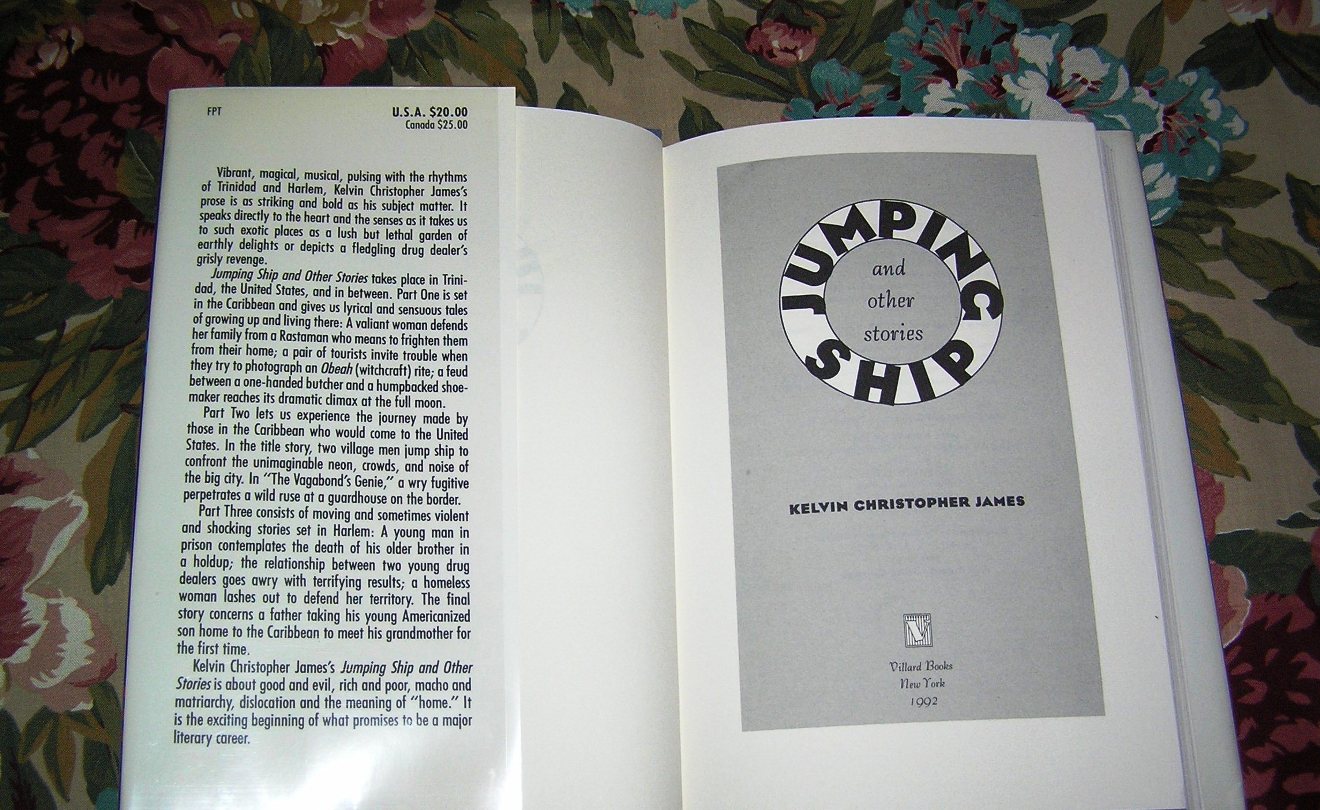 FPT
U.S.A. $20.00
Canada $25.00
Vibrant, magical, musical, pulsing with the rhythms
of Trinidad and Harlem, Kelvin Christopher James's
prose is as striking and bold as his subject matter. It
speaks directly to the heart and the senses as it takes us
to such exotic places as a lush but lethal garden of
earthly delights or depicts a fledgling drug dealer's
grisly revenge.
Jumping Ship and Other Stories takes place in Trini-
dad, the United States, and in between. Part One is set
in the Caribbean and gives us lyrical and sensuous tales
of growing up and living there: A valiant woman defends
her family from a Rastaman who means to frighten them
from their home; a pair of tourists invite trouble when
they try to photograph an Obeah (witchcraft) rite; a feud
between a one-handed butcher and a humpbacked shoe-
maker reaches its dramatic climax at the full moon.
Part Two lets us experience the journey made by
those in the Caribbean who would come to the United
States. In the title story, two village men jump ship to
confront the unimaginable neon, crowds, and noise of
the big city. In "The Vagabond's Genie," a wry fugitive
perpetrates a wild ruse at a guardhouse on the border.
Part Three consists of moving and sometimes violent
and shocking stories set in Harlem: A young man in
prison contemplates the death of his older brother in
a holdup; the relationship between two young drug
dealers goes awry with terrifying results; a homeless
woman lashes out to defend her territory. The final
story concerns a father taking his young Americanized
son home to the Caribbean to meet his grandmother for
the first time.
Kelvin Christopher James's Jumping Ship and Other
Stories is about good and evil, rich and poor, macho and
matriarchy, dislocation and the meaning of "home." It
is the exciting beginning of what promises to be a major
literary career.
JUMPING
and
other
stories
SHIP
KELVIN CHRISTOPHER JAMES
V
Villard Books
New York
1992